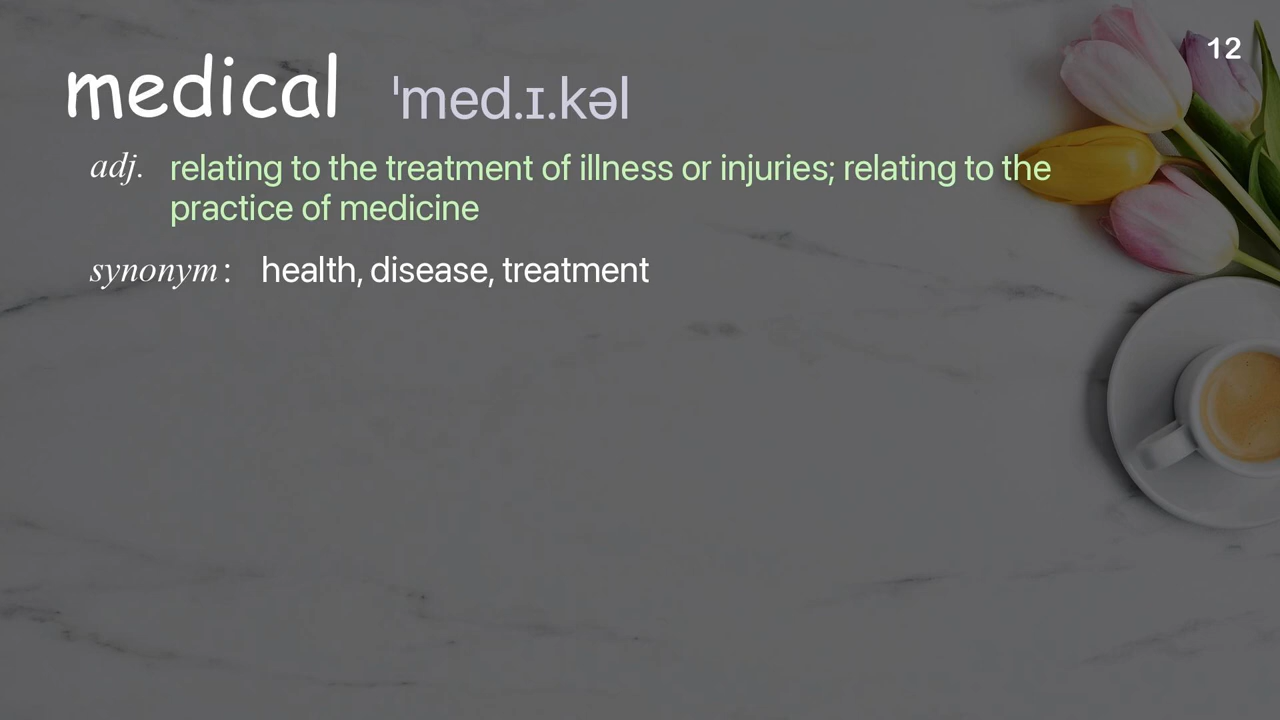 12
medical ˈmed.ɪ.kəl
adj. relating to the treatment of illness or injuries; relating to the
practice of medicine
synonym : health, disease, treatment